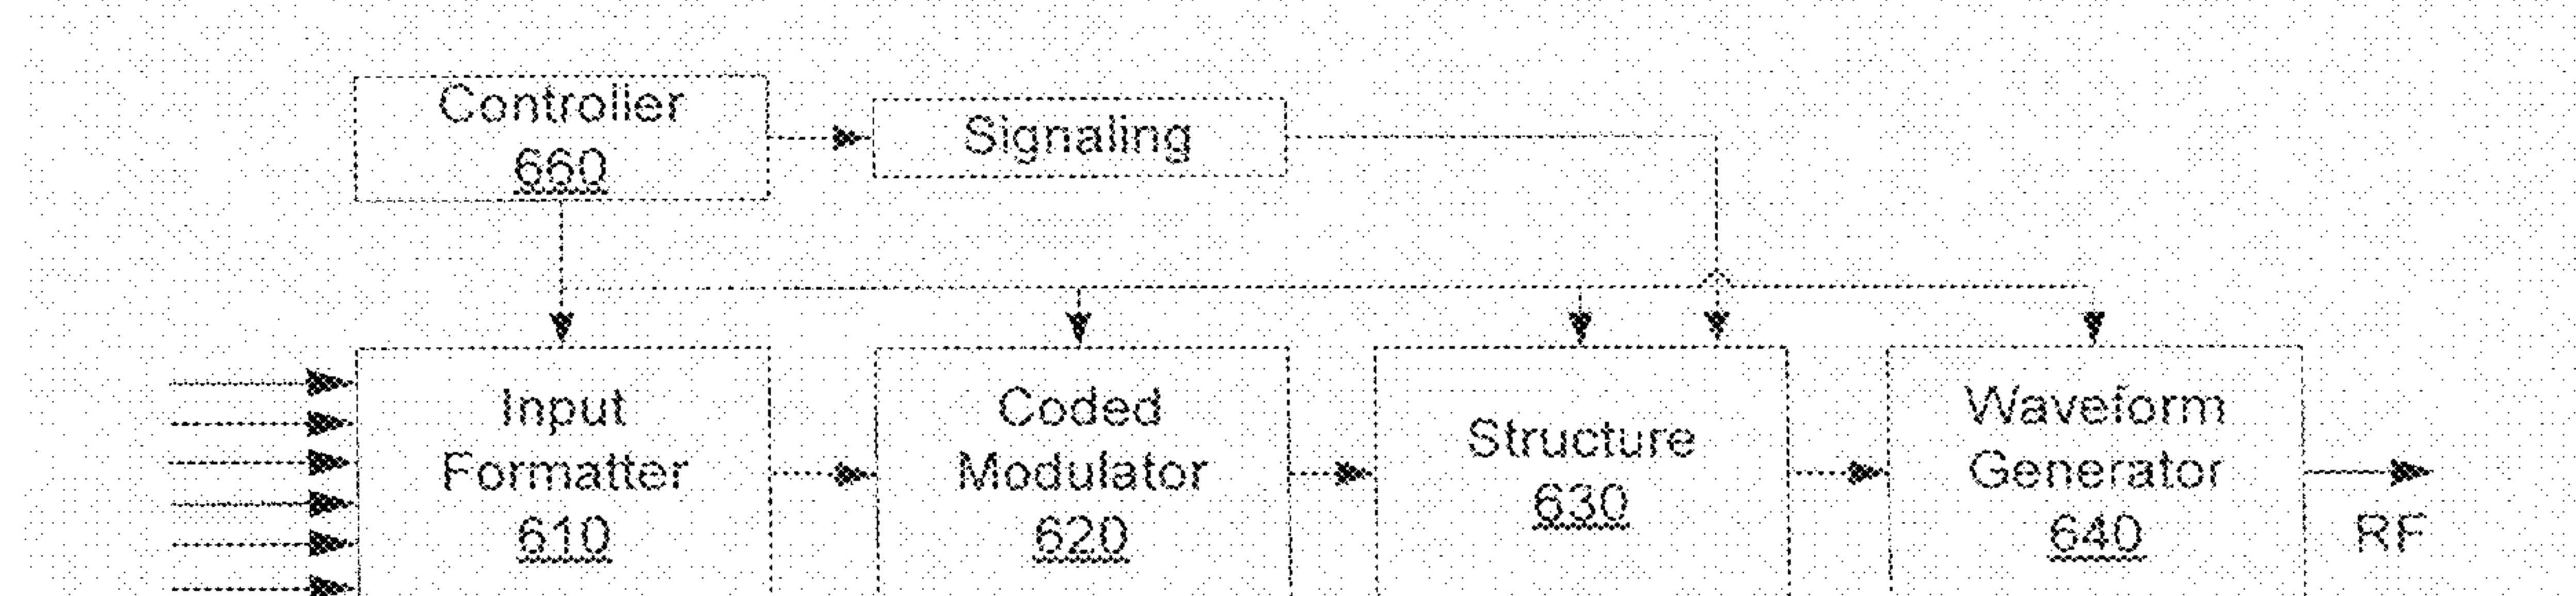 Controller
660
Signaling
Input
Formatter
610
Coded
Modulator
620
Structure
630
Waveform
Generator
640
RF